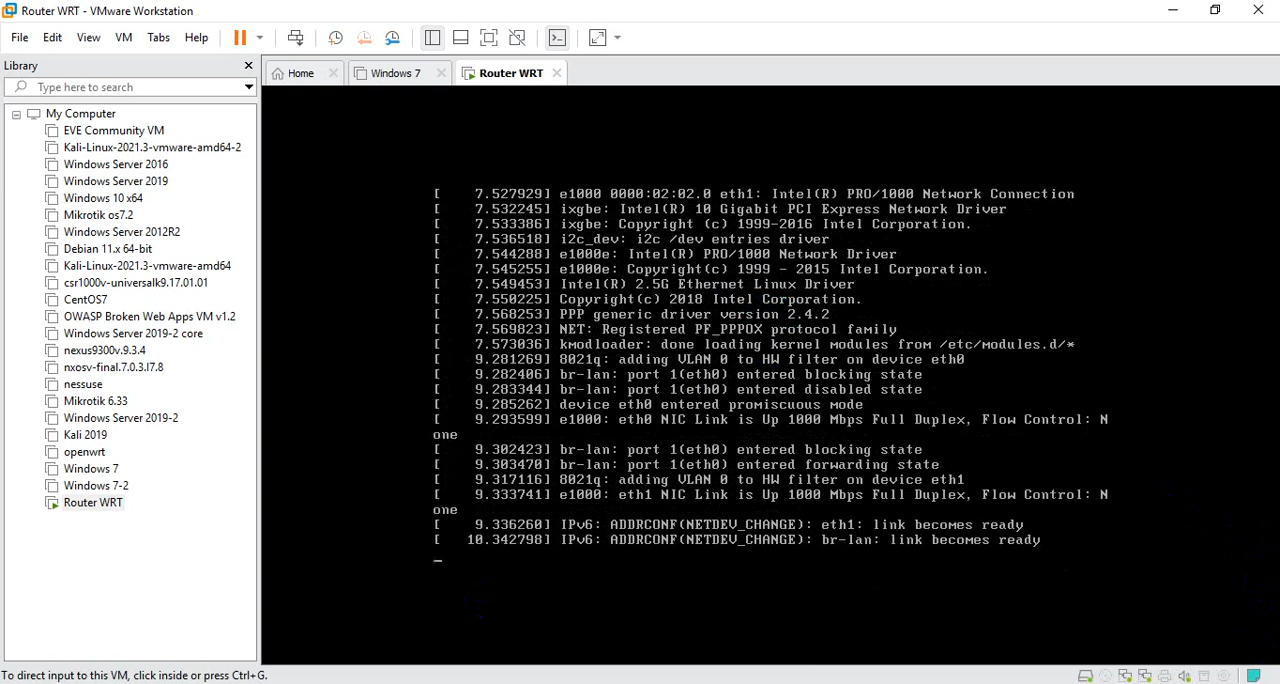 Router WRT - VMware Workstation
File Edit View VM Tabs Help
Library
Type here to search
My Computer
EVE Community VM
Kali-Linux-2021.3-vmware-amd64-2
Windows Server 2016
Windows Server 2019
Windows 10 x64
Mikrotik os7.2
Windows Server 2012R2
Debian 11.x 64-bit
Kali-Linux-2021.3-vmware-amd64
csr1000v-universalk9.17.01.01
CentOS7
OWASP Broken Web Apps VM v1.2
Windows Server 2019-2 core
nexus9300v.9.3.4
nxosv-final.7.0.3.I7.8
nessuse
Mikrotik 6.33
Windows Server 2019-2
Kali 2019
openwrt
Windows 7
Windows 7-2
Router WRT
Home Windows 7 Router WRT
[    7.527929] e1000 0000:02:02.0 eth1: Intel(R) PRO/1000 Network Connection
[    7.532245] ixgbe: Intel(R) 10 Gigabit PCI Express Network Driver
[    7.533386] ixgbe: Copyright (c) 1999-2016 Intel Corporation.
[    7.536518] i2c_dev: i2c /dev entries driver
[    7.544288] e1000e: Intel(R) PRO/1000 Network Driver
[    7.545255] e1000e: Copyright(c) 1999 - 2015 Intel Corporation.
[    7.549453] Intel(R) 2.5G Ethernet Linux Driver
[    7.550225] Copyright(c) 2018 Intel Corporation.
[    7.568253] PPP generic driver version 2.4.2
[    7.569823] NET: Registered PF_PPPOX protocol family
[    7.573036] kmodloader: done loading kernel modules from /etc/modules.d/*
[    9.281269] 8021q: adding VLAN 0 to HW filter on device eth0
[    9.282406] br-lan: port 1(eth0) entered blocking state
[    9.283344] br-lan: port 1(eth0) entered disabled state
[    9.285262] device eth0 entered promiscuous mode
[    9.293599] e1000: eth0 NIC Link is Up 1000 Mbps Full Duplex, Flow Control: N
one
[    9.302423] br-lan: port 1(eth0) entered blocking state
[    9.303470] br-lan: port 1(eth0) entered forwarding state
[    9.317116] 8021q: adding VLAN 0 to HW filter on device eth1
[    9.333741] e1000: eth1 NIC Link is Up 1000 Mbps Full Duplex, Flow Control: N
one
[    9.336260] IPv6: ADDRCONF(NETDEV_CHANGE): eth1: link becomes ready
[   10.342798] IPv6: ADDRCONF(NETDEV_CHANGE): br-lan: link becomes ready
To direct input to this VM, click inside or press Ctrl+G.